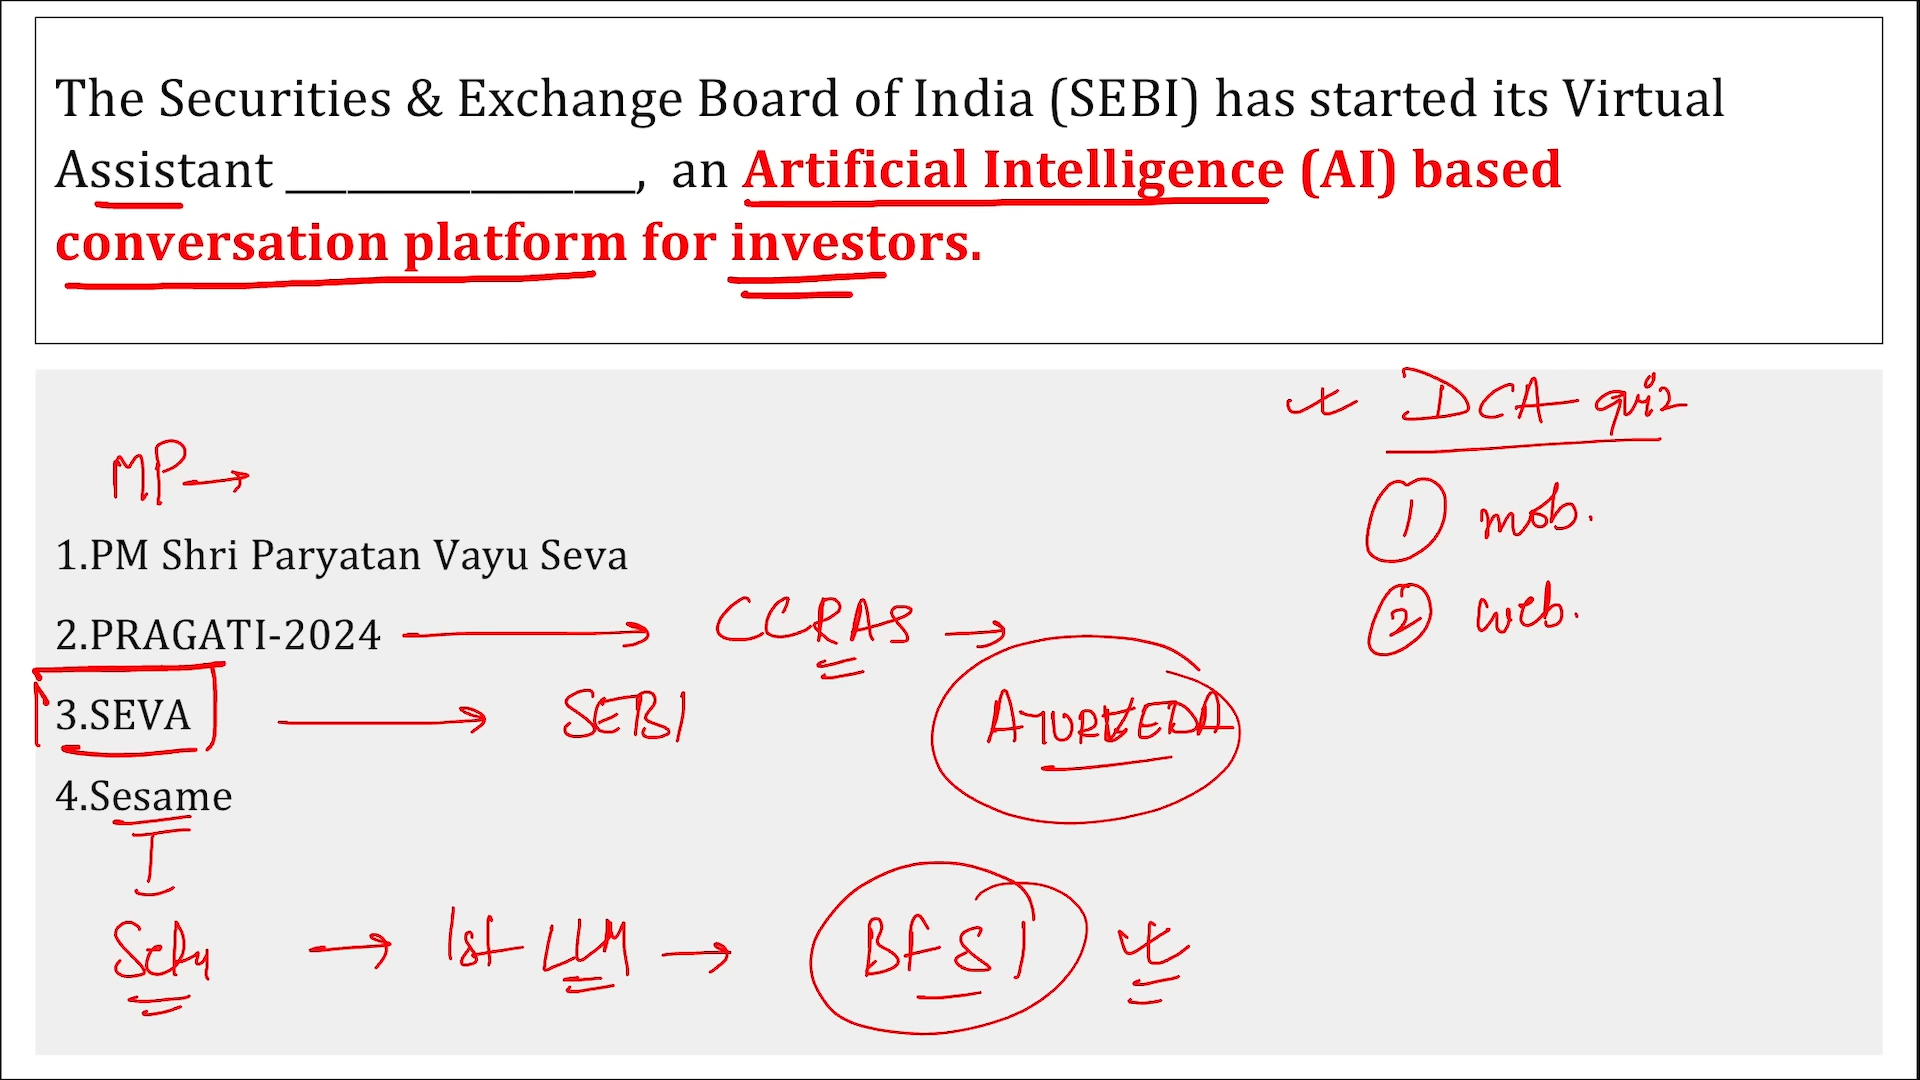 The Securities & Exchange Board of India (SEBI) has started its Virtual
Assistant ______________, an Artificial Intelligence (AI) based
conversation platform for investors.
DCA quiz
MP→
① mob.
1.PM Shri Paryatan Vayu Seva
② web.
2.PRAGATI-2024 → CCRAS →
3.SEVA → SEBI AYURVEDA
4.Sesame
→ 1st LLM → BFSI